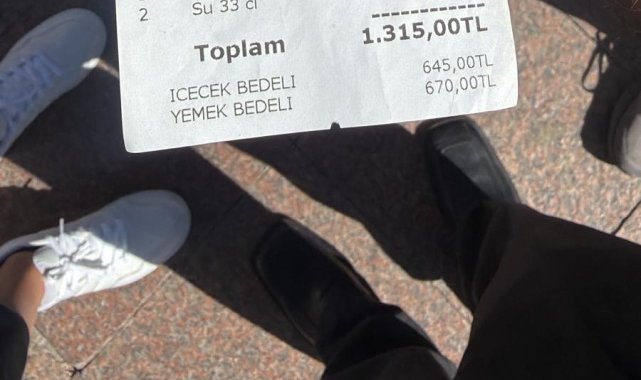 2 Su 33 cl
Toplam 1.315,00TL
ICECEK BEDELI 645,00TL
YEMEK BEDELI 670,00TL